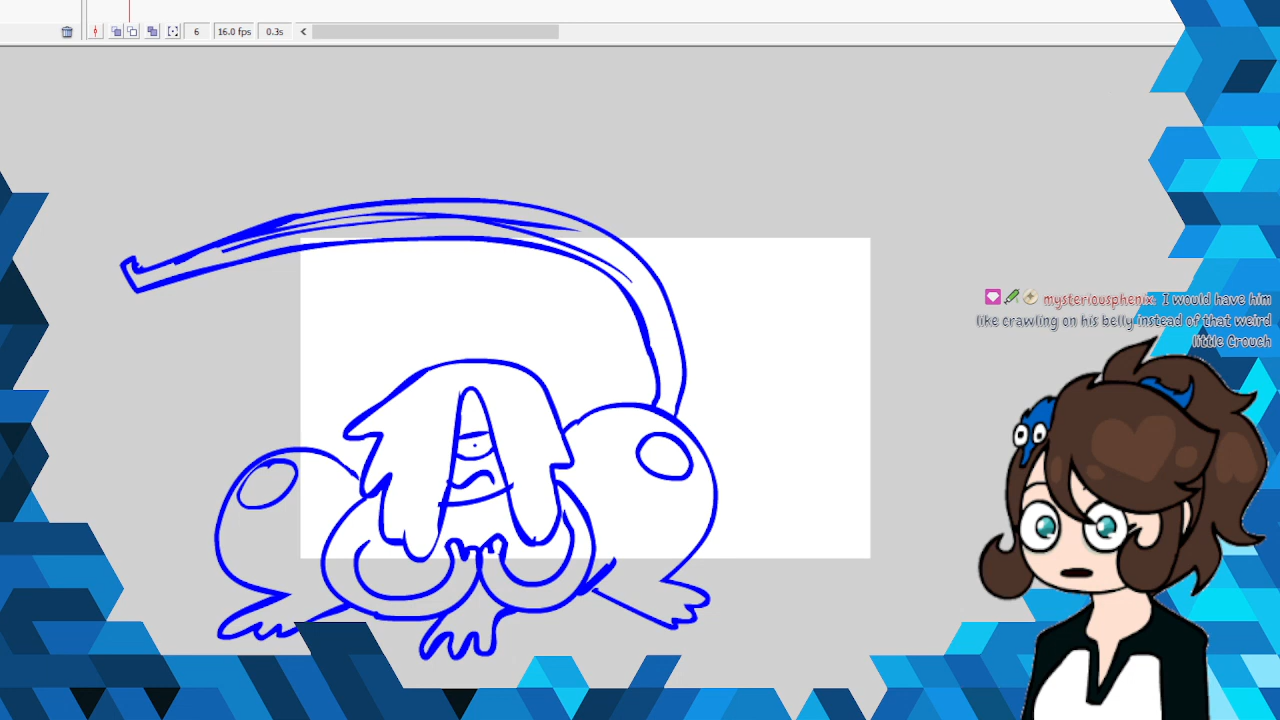 6 16.0 fps 0.3s
mysteriousphenix: I would have him
like crawling on his belly instead of that weird
little Crouch